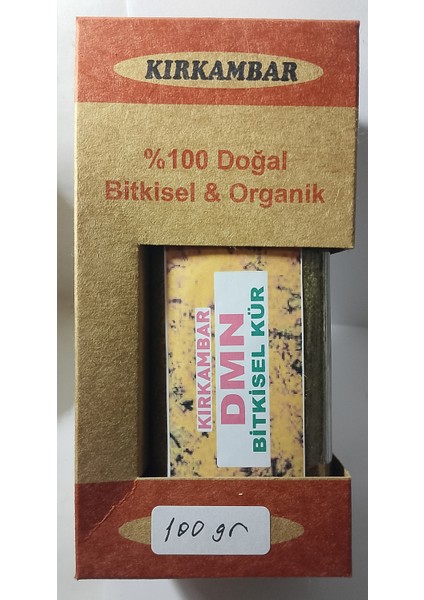 KIRKAMBAR
%100 Doğal
Bitkisel & Organik
KIRKAMBAR
DMN
BİTKİSEL KÜR
100 gr